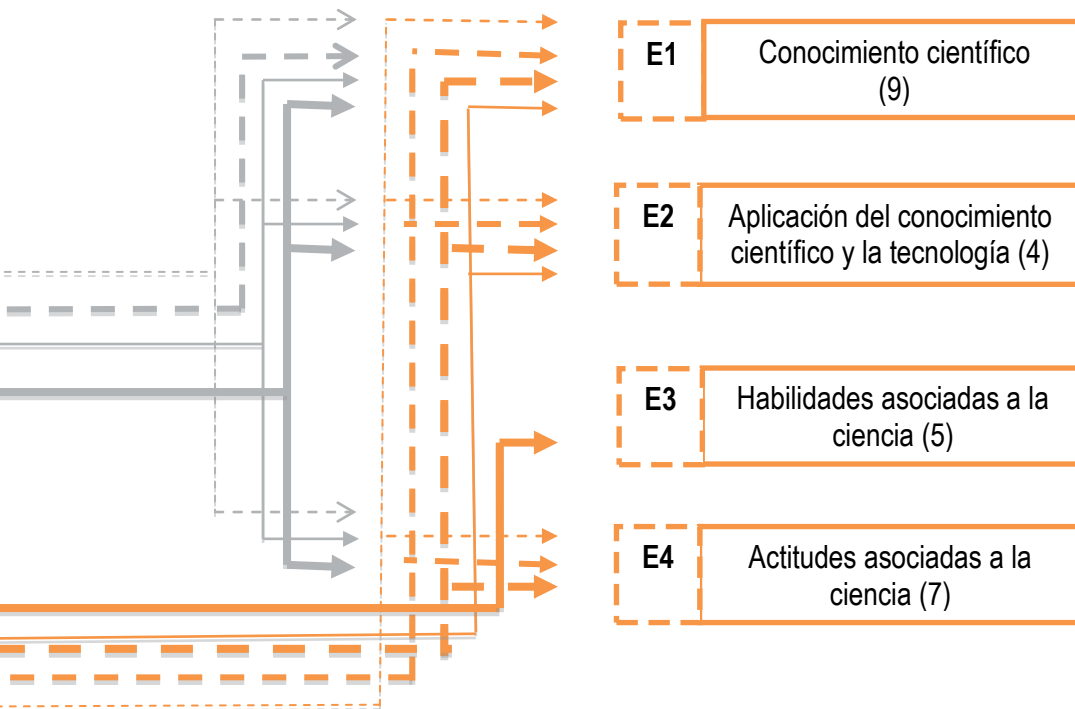 E1
Conocimiento científico
(9)
E2
Aplicación del conocimiento
científico y la tecnología (4)
E3
Habilidades asociadas a la
ciencia (5)
E4
Actitudes asociadas a la
ciencia (7)